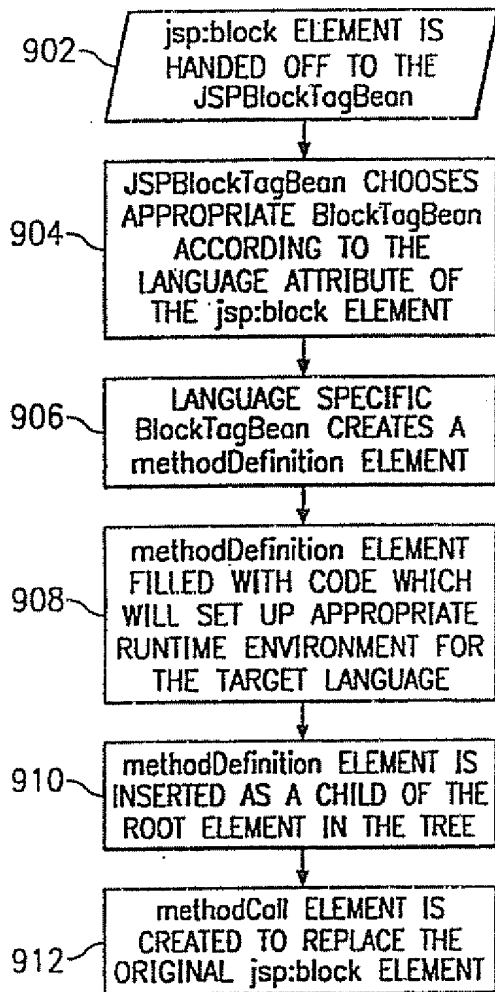 902
jsp:block ELEMENT IS
HANDED OFF TO THE
JSPBlockTagBean
904
JSPBlockTagBean CHOOSES
APPROPRIATE BlockTagBean
ACCORDING TO THE
LANGUAGE ATTRIBUTE OF
THE jsp:block ELEMENT
906
LANGUAGE SPECIFIC
BlockTagBean CREATES A
methodDefinition ELEMENT
908
methodDefinition ELEMENT
FILLED WITH CODE WHICH
WILL SET UP APPROPRIATE
RUNTIME ENVIRONMENT FOR
THE TARGET LANGUAGE
910
methodDefinition ELEMENT IS
INSERTED AS A CHILD OF THE
ROOT ELEMENT IN THE TREE
912
methodCall ELEMENT IS
CREATED TO REPLACE THE
ORIGINAL jsp:block ELEMENT